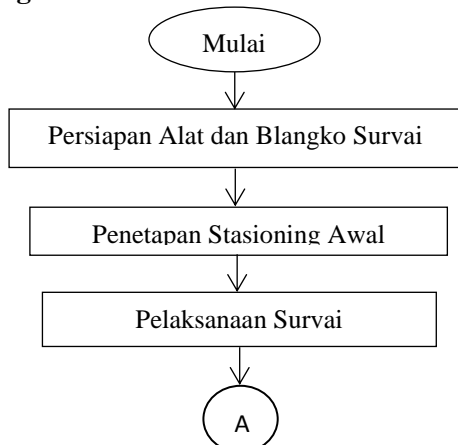 Mulai
Persiapan Alat dan Blangko Survai
Penetapan Stasioning Awal
Pelaksanaan Survai
A